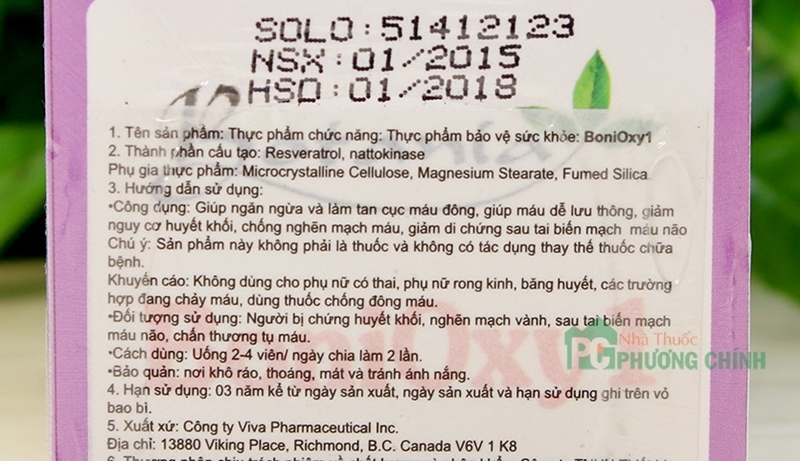 SOLO:51412123
NSX:01/2015
HSD:01/2018
1. Tên sản phẩm: Thực phẩm chức năng: Thực phẩm bảo vệ sức khỏe: BoniOxy1
2. Thành phần cấu tạo: Resveratrol, nattokinase
Phụ gia thực phẩm: Microcrystalline Cellulose, Magnesium Stearate, Fumed Silica
3. Hướng dẫn sử dụng:
•Công dụng: Giúp ngăn ngừa và làm tan cục máu đông, giúp máu dễ lưu thông, giảm
nguy cơ huyết khối, chống nghẽn mạch máu, giảm di chứng sau tai biến mạch máu não
Chú ý: Sản phẩm này không phải là thuốc và không có tác dụng thay thế thuốc chữa
bệnh.
Khuyến cáo: Không dùng cho phụ nữ có thai, phụ nữ rong kinh, băng huyết, các trường
hợp đang chảy máu, dùng thuốc chống đông máu.
•Đối tượng sử dụng: Người bị chứng huyết khối, nghẽn mạch vành, sau tai biến mạch
máu não, chấn thương tụ máu.
•Cách dùng: Uống 2-4 viên/ ngày chia làm 2 lần.
•Bảo quản: nơi khô ráo, thoáng, mát và tránh ánh nắng.
4. Hạn sử dụng: 03 năm kể từ ngày sản xuất, ngày sản xuất và hạn sử dụng ghi trên vỏ
bao bì.
5. Xuất xứ: Công ty Viva Pharmaceutical Inc.
Địa chỉ: 13880 Viking Place, Richmond, B.C. Canada V6V 1 K8
BoniOxy1
PC Nhà Thuốc
PHƯƠNG CHÍNH